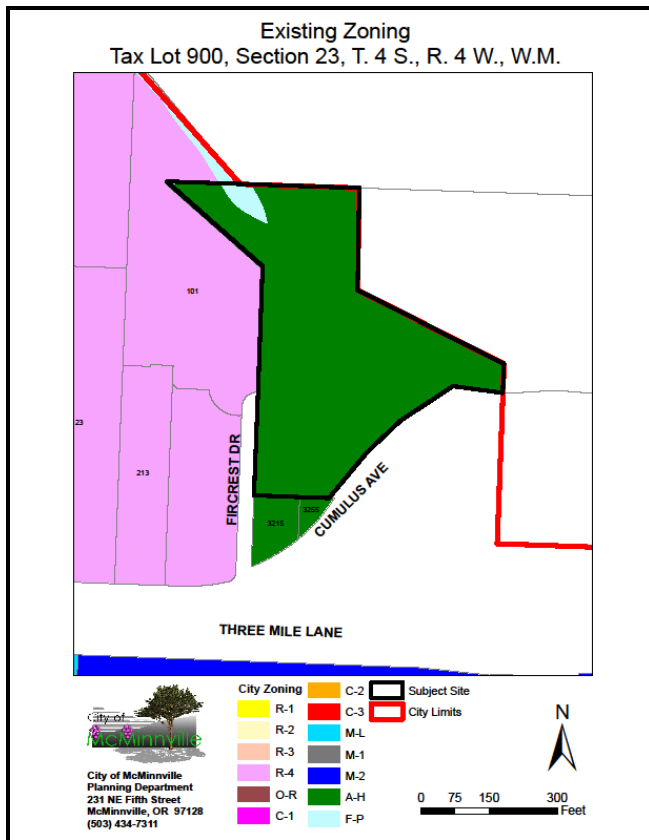 Existing Zoning
Tax Lot 900, Section 23, T. 4 S., R. 4 W., W.M.
101
23
213
FIRCREST DR
3215
3255
CUMULUS AVE
THREE MILE LANE
City of
McMinnville
City of McMinnville
Planning Department
231 NE Fifth Street
McMinnville, OR 97128
(503) 434-7311
City Zoning
R-1
R-2
R-3
R-4
O-R
C-1
C-2
C-3
M-L
M-1
M-2
A-H
F-P
Subject Site
City Limits
N
0 75 150 300
Feet